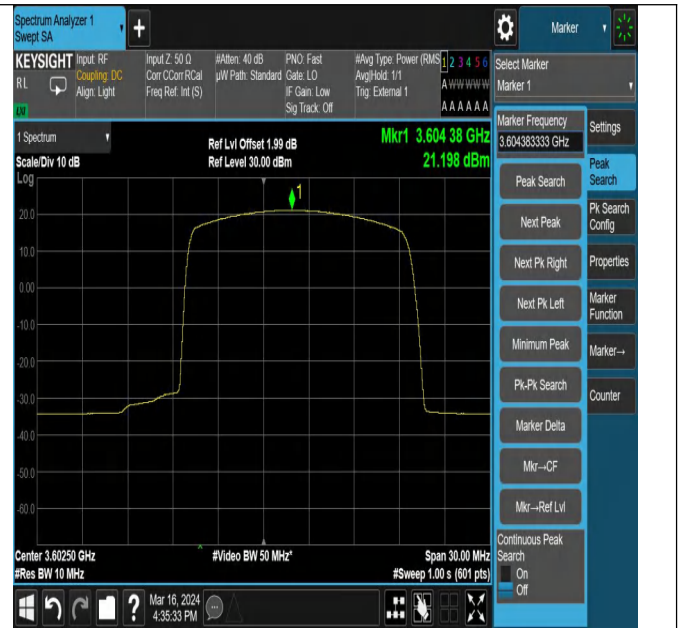 Spectrum Analyzer 1
Swept SA
Marker
KEYSIGHT
RL
LXI
Input: RF
Coupling: DC
Align: Light
Input Z: 50 Ω
Corr CCorr RCal
Freq Ref: Int (S)
#Atten: 40 dB
µW Path: Standard
PNO: Fast
Gate: LO
IF Gain: Low
Sig Track: Off
#Avg Type: Power (RMS
Avg|Hold: 1/1
Trig: External 1
1 2 3 4 5 6
A W W W W W
A A A A A A
Select Marker
Marker 1
1 Spectrum
Scale/Div 10 dB
Log
Ref Lvl Offset 1.99 dB
Ref Level 30.00 dBm
Mkr1 3.604 38 GHz
21.198 dBm
1
20.0
10.0
0.00
-10.0
-20.0
-30.0
-40.0
-50.0
-60.0
Center 3.60250 GHz
#Res BW 10 MHz
#Video BW 50 MHz*
Span 30.00 MHz
#Sweep 1.00 s (601 pts)
Marker Frequency
3.604383333 GHz
Peak Search
Next Peak
Next Pk Right
Next Pk Left
Minimum Peak
Pk-Pk Search
Marker Delta
Mkr→CF
Mkr→Ref Lvl
Continuous Peak
Search
On
Off
Settings
Peak
Search
Pk Search
Config
Properties
Marker
Function
Marker→
Counter
?
Mar 16, 2024
4:35:33 PM